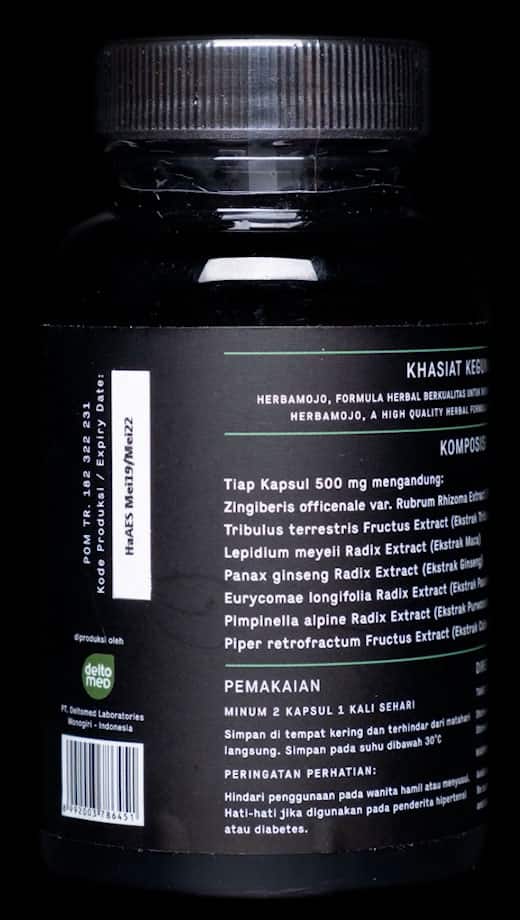 POM TR. 182 322 231
Kode Produksi / Expiry Date:
HaAES Mei19/Mei22
diproduksi oleh
delto
med
PT. Deltomed Laboratories
Wonogiri - Indonesia
8 992003 786451
KHASIAT
HERBAMOJO, FORMULA HERBAL BERKUALITAS UNTUK
HERBAMOJO, A HIGH QUALITY HERBAL
Tiap Kapsul 500 mg mengandung:
Zingiberis officenale var. Rubrum Rhizoma Extract
Tribulus terrestris Fructus Extract (Ekstrak
Lepidium meyeii Radix Extract (Ekstrak Maca)
Panax ginseng Radix Extract (Ekstrak Ginseng)
Eurycomae longifolia Radix Extract (Ekstrak
Pimpinella alpine Radix Extract (Ekstrak
Piper retrofractum Fructus Extract (Ekstrak
PEMAKAIAN
MINUM 2 KAPSUL 1 KALI SEHARI
Simpan di tempat kering dan terhindar dari matahari
langsung. Simpan pada suhu dibawah 30°C
PERINGATAN PERHATIAN:
Hindari penggunaan pada wanita hamil atau menyusui.
Hati-hati jika digunakan pada penderita hipertensi
atau diabetes.